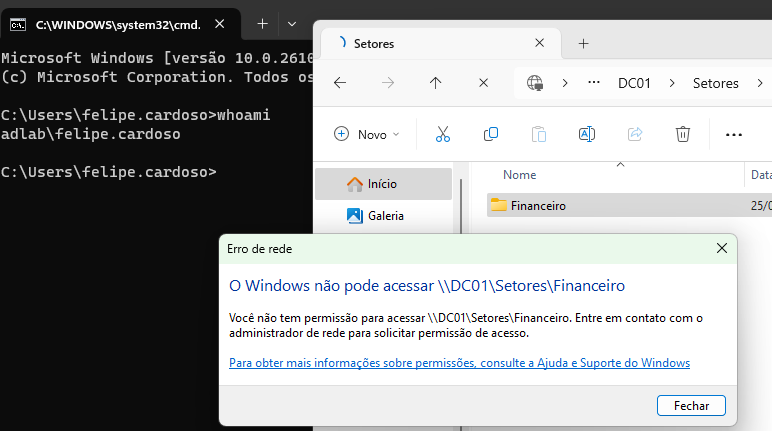 C:\WINDOWS\system32\cmd.
Microsoft Windows [versão 10.0.2610
(c) Microsoft Corporation. Todos os
C:\Users\felipe.cardoso>whoami
adlab\felipe.cardoso
C:\Users\felipe.cardoso>
Setores
DC01 > Setores >
Novo
Início
Galeria
Nome
Data
Financeiro
25/0
Erro de rede
O Windows não pode acessar \\DC01\Setores\Financeiro
Você não tem permissão para acessar \\DC01\Setores\Financeiro. Entre em contato com o
administrador de rede para solicitar permissão de acesso.
Para obter mais informações sobre permissões, consulte a Ajuda e Suporte do Windows
Fechar